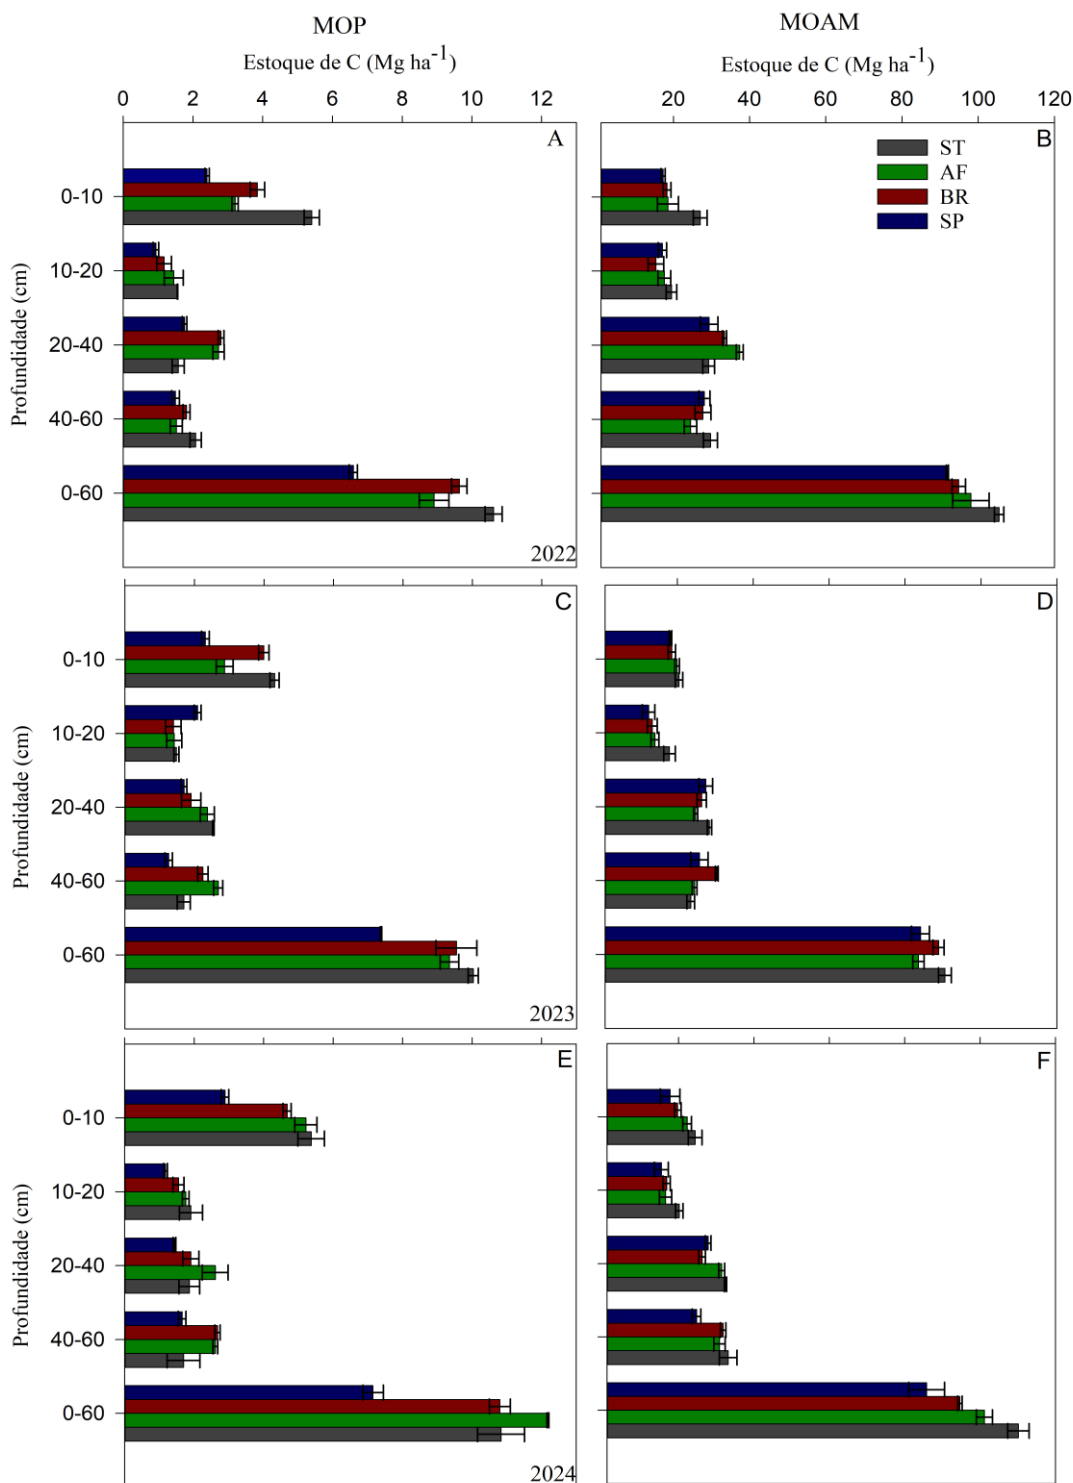 MOP
MOAM
Estoque de C (Mg ha-1)
Estoque de C (Mg ha-1)
0 2 4 6 8 10 12
20 40 60 80 100 120
A
B
ST
AF
BR
SP
Profundidade (cm)
0-10
10-20
20-40
40-60
0-60
2022
C
D
Profundidade (cm)
0-10
10-20
20-40
40-60
0-60
2023
E
F
Profundidade (cm)
0-10
10-20
20-40
40-60
0-60
2024